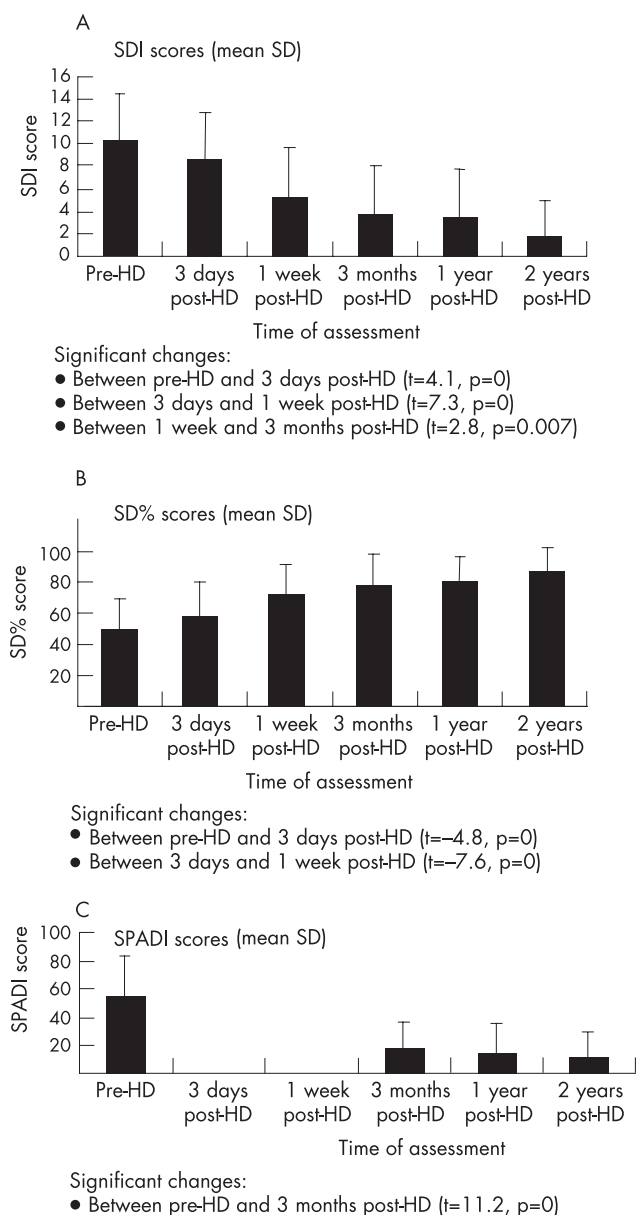 A
SDI scores (mean SD)
16
14
12
10
8
6
4
2
0
SDI score
Pre-HD
3 days post-HD
1 week post-HD
3 months post-HD
1 year post-HD
2 years post-HD
Time of assessment
Significant changes:
● Between pre-HD and 3 days post-HD (t=4.1, p=0)
● Between 3 days and 1 week post-HD (t=7.3, p=0)
● Between 1 week and 3 months post-HD (t=2.8, p=0.007)
B
SD% scores (mean SD)
100
80
60
40
20
SD% score
Pre-HD
3 days post-HD
1 week post-HD
3 months post-HD
1 year post-HD
2 years post-HD
Time of assessment
Significant changes:
● Between pre-HD and 3 days post-HD (t=–4.8, p=0)
● Between 3 days and 1 week post-HD (t=–7.6, p=0)
C
SPADI scores (mean SD)
100
80
60
40
20
SPADI score
Pre-HD
3 days post-HD
1 week post-HD
3 months post-HD
1 year post-HD
2 years post-HD
Time of assessment
Significant changes:
● Between pre-HD and 3 months post-HD (t=11.2, p=0)